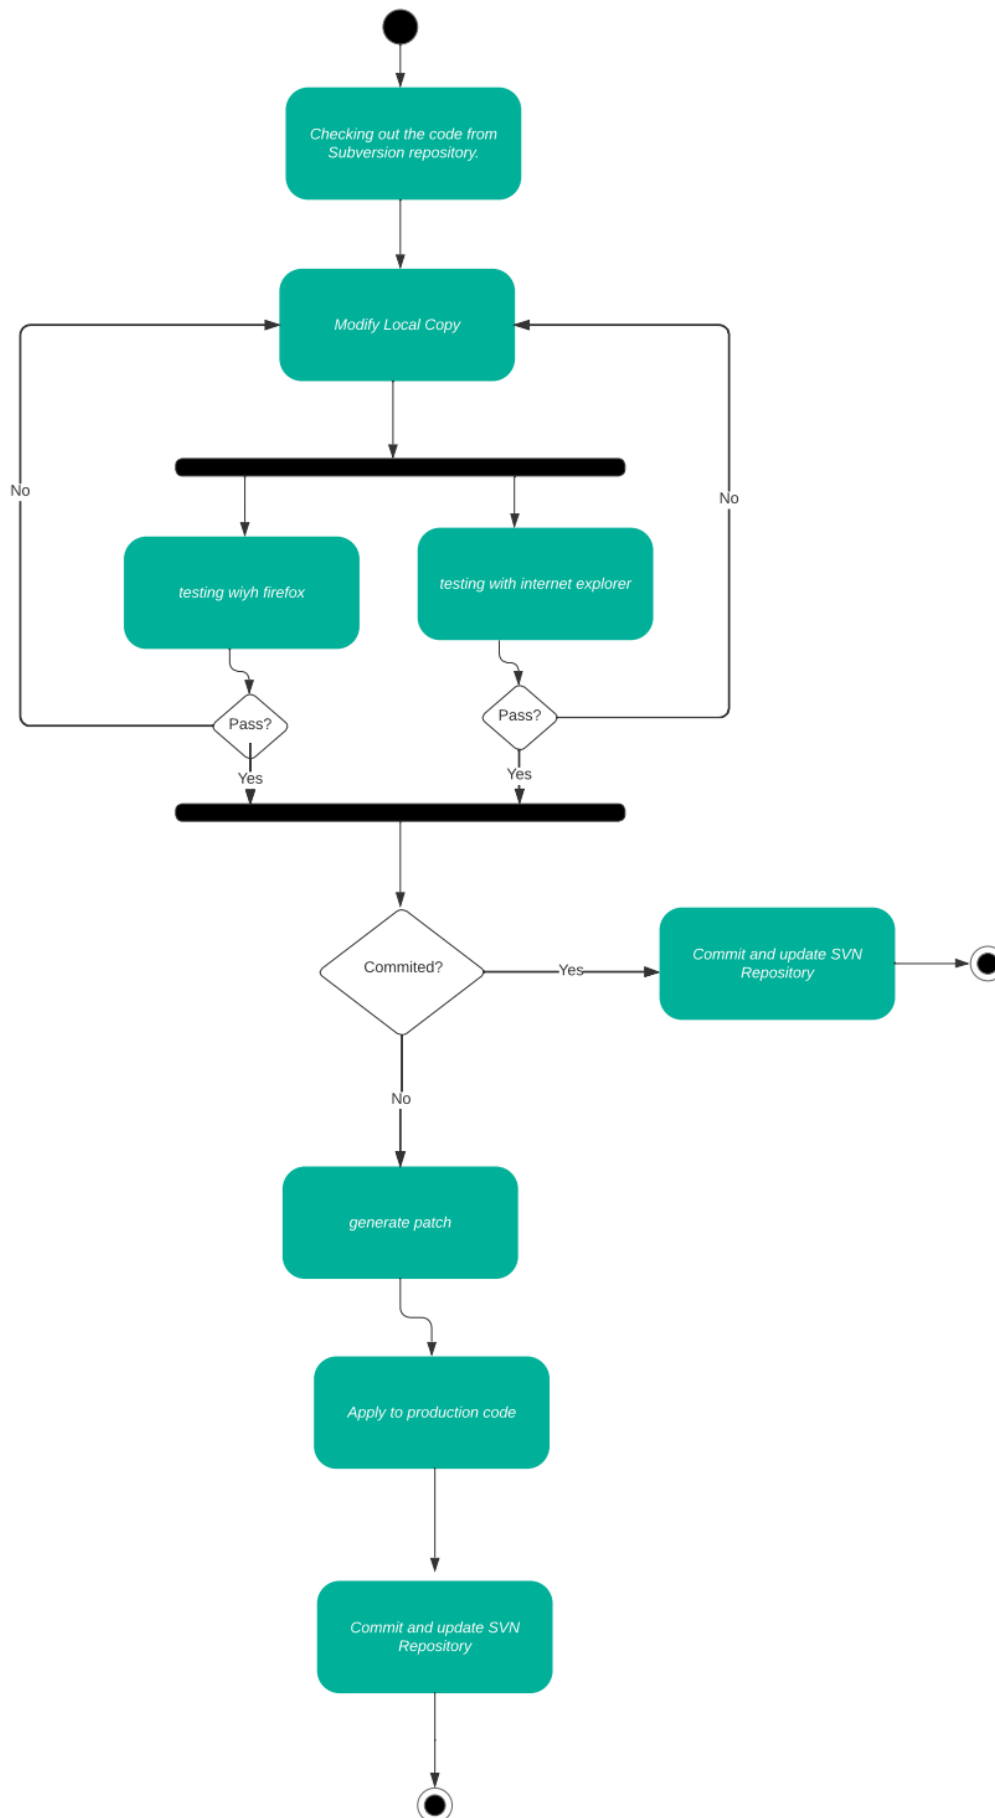 Checking out the code from
Subversion repository.
Modify Local Copy
No
No
testing wiyh firefox
testing with internet explorer
Pass?
Pass?
Yes
Yes
Commited?
Yes
Commit and update SVN
Repository
No
generate patch
Apply to production code
Commit and update SVN
Repository